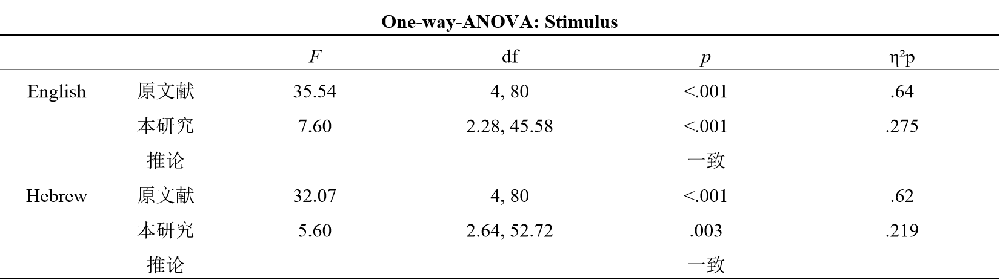 One-way-ANOVA: Stimulus
F df p η²p
English 原文献 35.54 4, 80 <.001 .64
本研究 7.60 2.28, 45.58 <.001 .275
推论 一致
Hebrew 原文献 32.07 4, 80 <.001 .62
本研究 5.60 2.64, 52.72 .003 .219
推论 一致